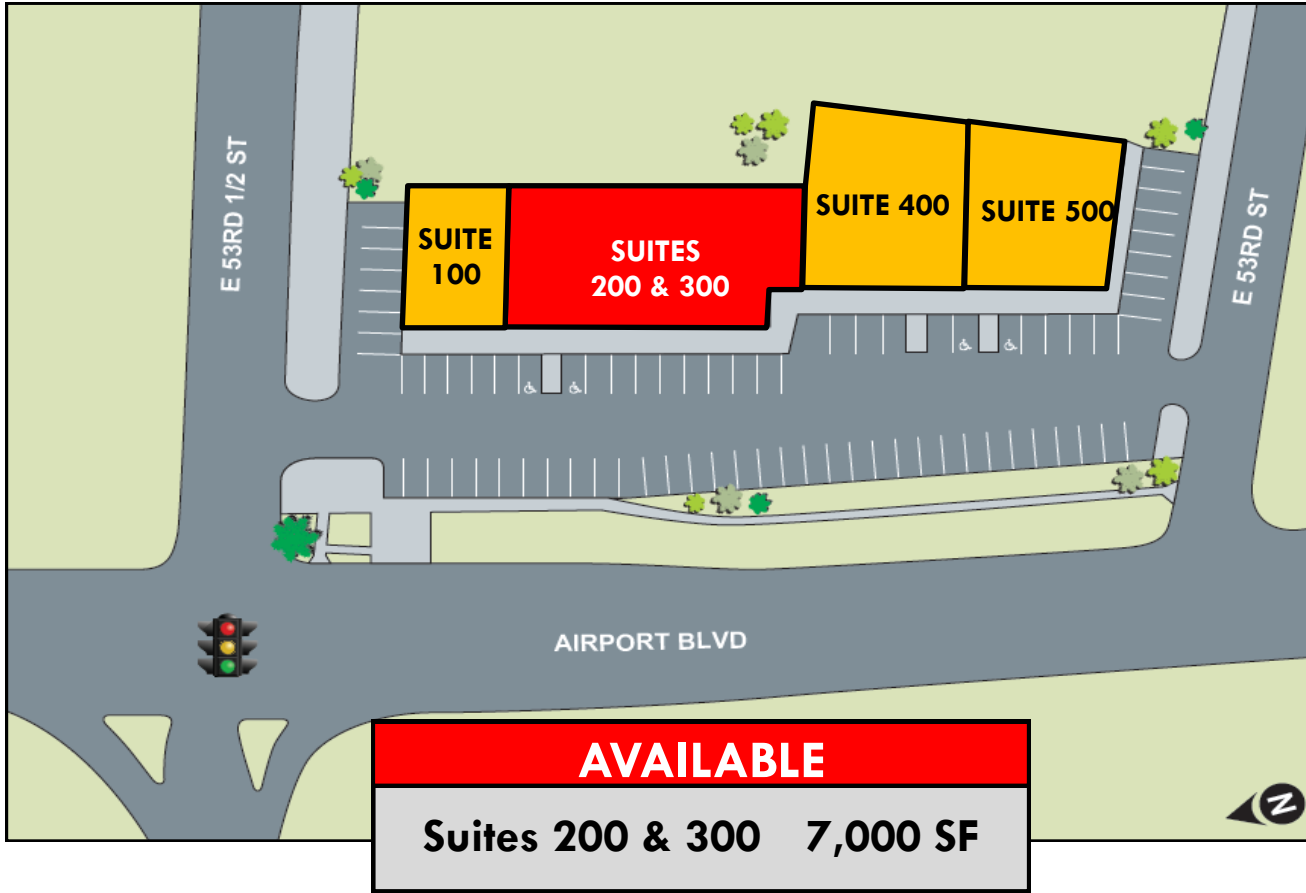 E 53RD 1/2 ST
SUITE
100
SUITES
200 & 300
SUITE 400
SUITE 500
E 53RD ST
AIRPORT BLVD
AVAILABLE
Suites 200 & 300 7,000 SF
N